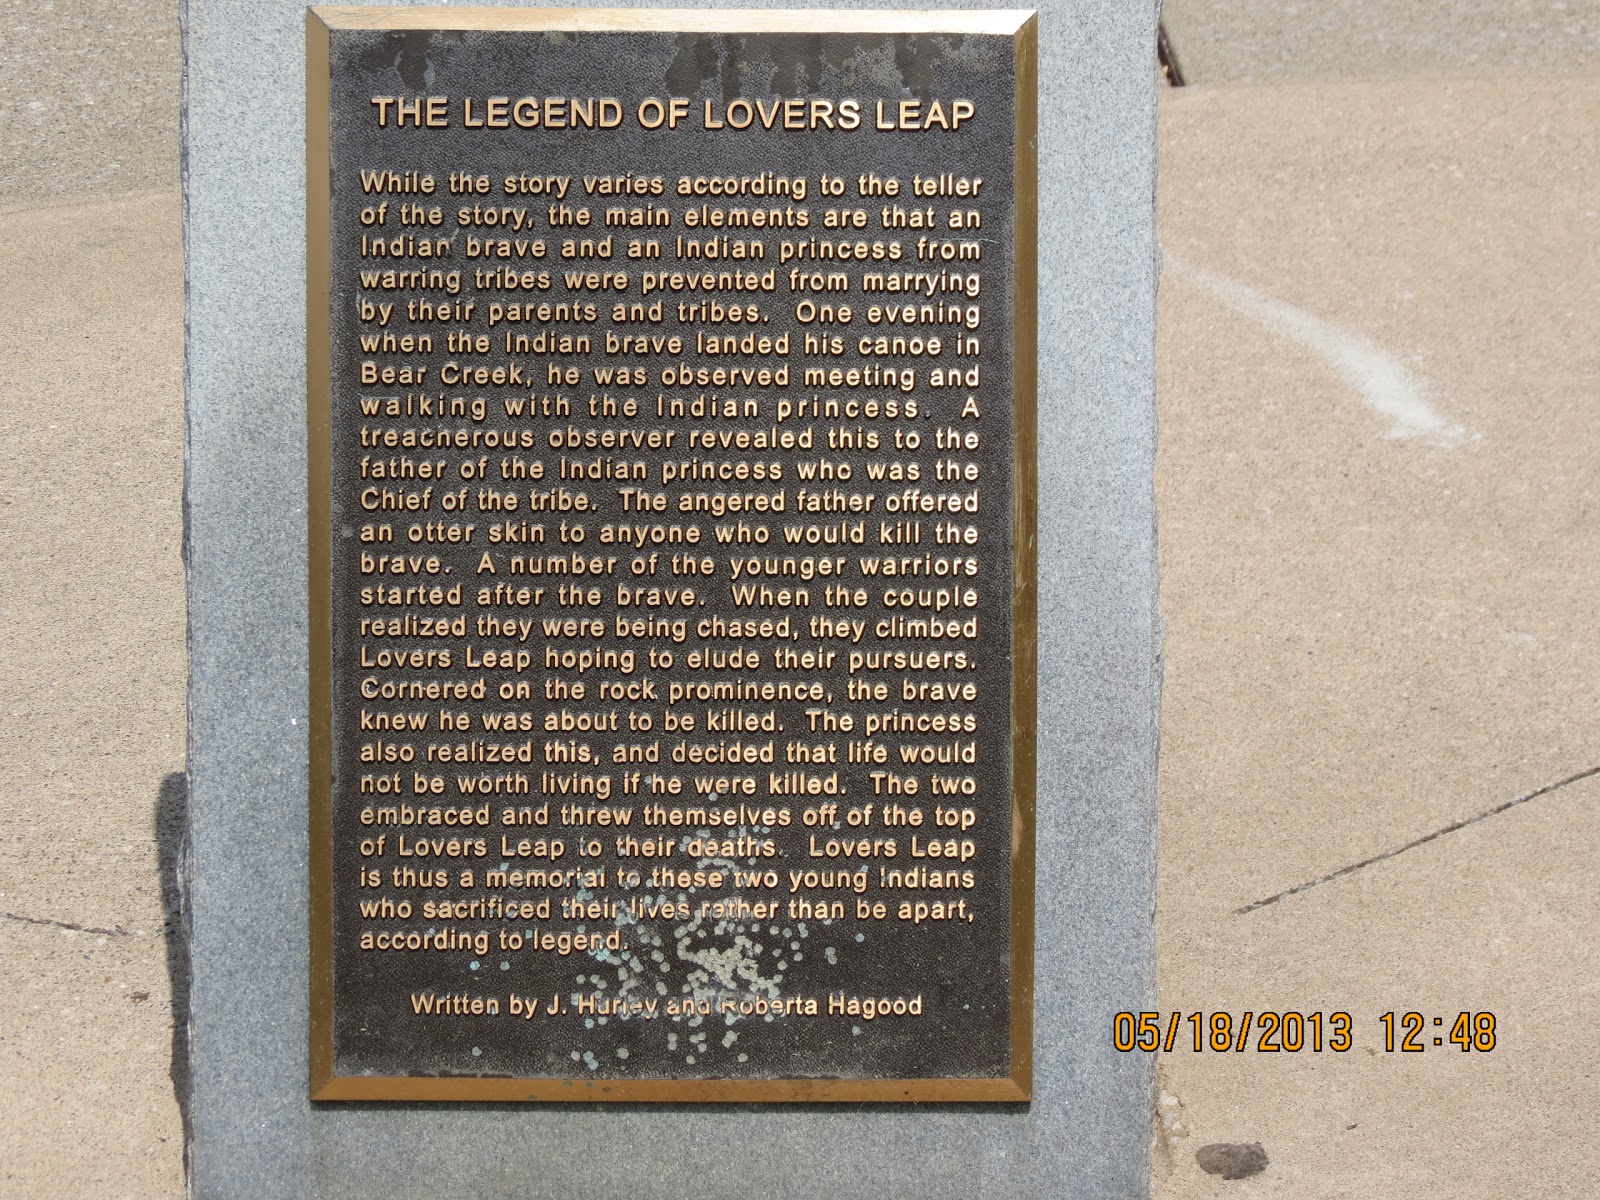 THE LEGEND OF LOVERS LEAP
While the story varies according to the teller
of the story, the main elements are that an
Indian brave and an Indian princess from
warring tribes were prevented from marrying
by their parents and tribes. One evening
when the Indian brave landed his canoe in
Bear Creek, he was observed meeting and
walking with the Indian princess. A
treacherous observer revealed this to the
father of the Indian princess who was the
Chief of the tribe. The angered father offered
an otter skin to anyone who would kill the
brave. A number of the younger warriors
started after the brave. When the couple
realized they were being chased, they climbed
Lovers Leap hoping to elude their pursuers.
Cornered on the rock prominence, the brave
knew he was about to be killed. The princess
also realized this, and decided that life would
not be worth living if he were killed. The two
embraced and threw themselves off of the top
of Lovers Leap to their deaths. Lovers Leap
is thus a memorial to these two young Indians
who sacrificed their lives rather than be apart,
according to legend.
Written by J. Hurley and Roberta Hagood
05/18/2013 12:48